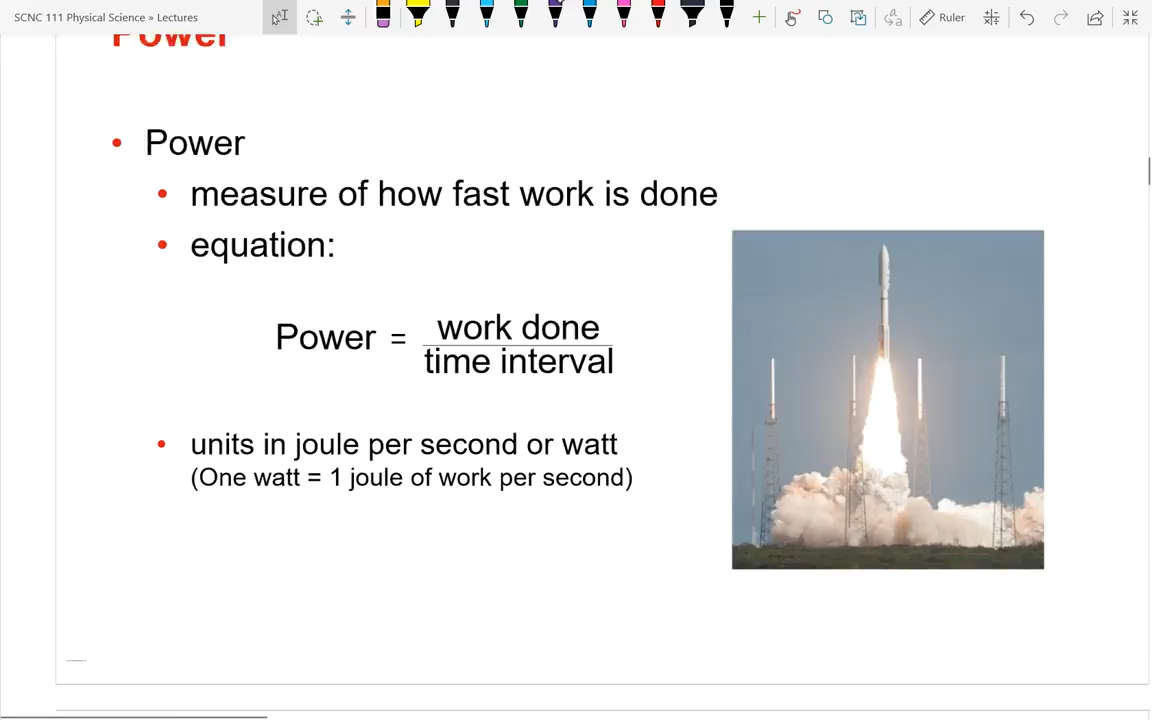 SCNC 111 Physical Science » Lectures
Ruler
Power
• Power
• measure of how fast work is done
• equation:
Power = work done
time interval
• units in joule per second or watt
(One watt = 1 joule of work per second)